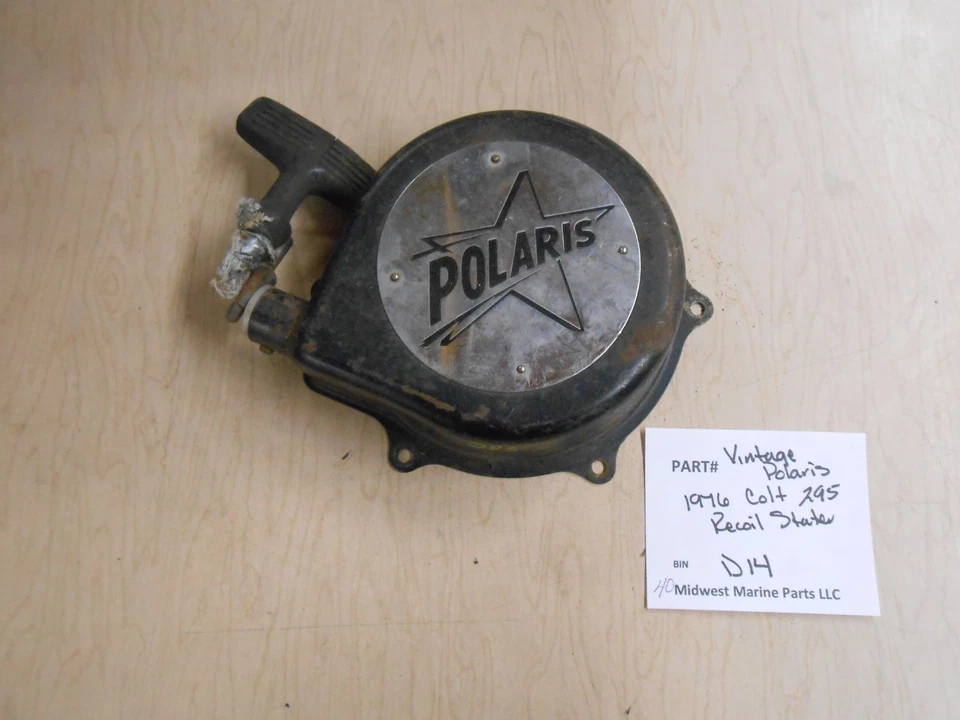 POLARIS
PART# Vintage
Polaris
1976 Colt 295
Recoil Starter
BIN D14
40 Midwest Marine Parts LLC